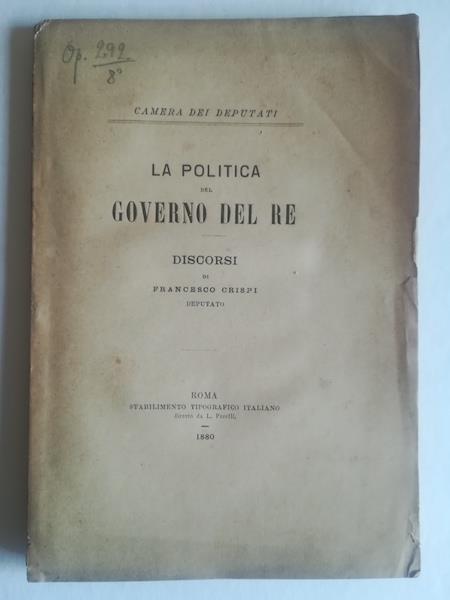 Op. 292
8°
CAMERA DEI DEPUTATI
LA POLITICA
DEL
GOVERNO DEL RE
DISCORSI
DI
FRANCESCO CRISPI
DEPUTATO
ROMA
STABILIMENTO TIPOGRAFICO ITALIANO
diretto da L. Perelli.
1880